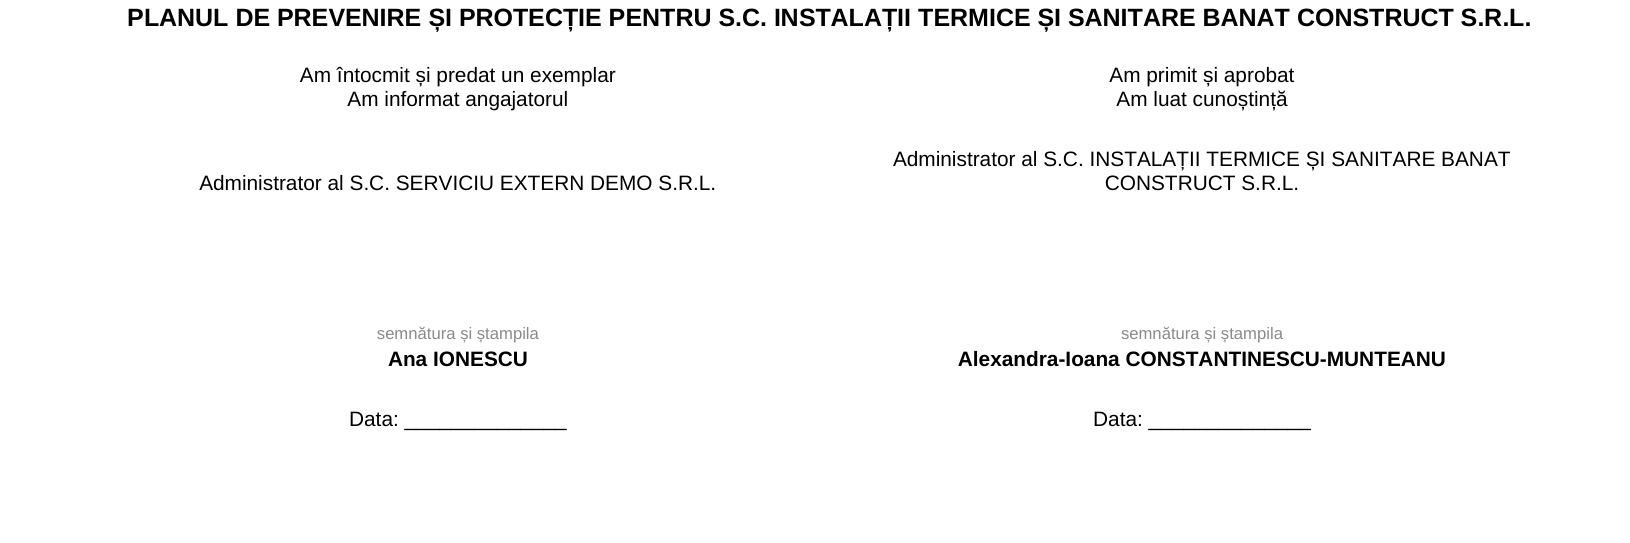 PLANUL DE PREVENIRE ȘI PROTECȚIE PENTRU S.C. INSTALAȚII TERMICE ȘI SANITARE BANAT CONSTRUCT S.R.L.
Am întocmit și predat un exemplar
Am informat angajatorul
Administrator al S.C. SERVICIU EXTERN DEMO S.R.L.
semnătura și ștampila
Ana IONESCU
Data: ______________
Am primit și aprobat
Am luat cunoștință
Administrator al S.C. INSTALAȚII TERMICE ȘI SANITARE BANAT
CONSTRUCT S.R.L.
semnătura și ștampila
Alexandra-Ioana CONSTANTINESCU-MUNTEANU
Data: ______________